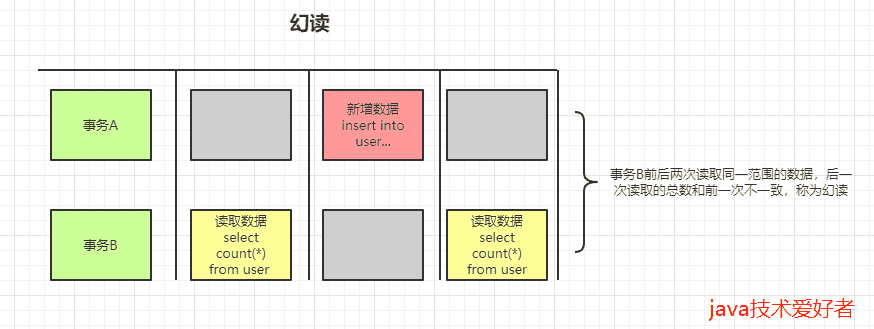 幻读
事务A
新增数据
insert into
user...
事务B前后两次读取同一范围的数据，后一
次读取的总数和前一次不一致，称为幻读
事务B
读取数据
select
count(*)
from user
读取数据
select
count(*)
from user
java技术爱好者